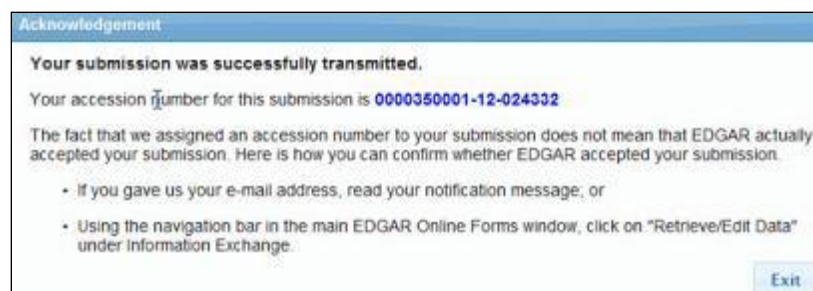 Acknowledgement
Your submission was successfully transmitted.
Your accession number for this submission is 0000350001-12-024332
The fact that we assigned an accession number to your submission does not mean that EDGAR actually
accepted your submission. Here is how you can confirm whether EDGAR accepted your submission.
• If you gave us your e-mail address, read your notification message; or
• Using the navigation bar in the main EDGAR Online Forms window, click on "Retrieve/Edit Data"
under Information Exchange.
Exit